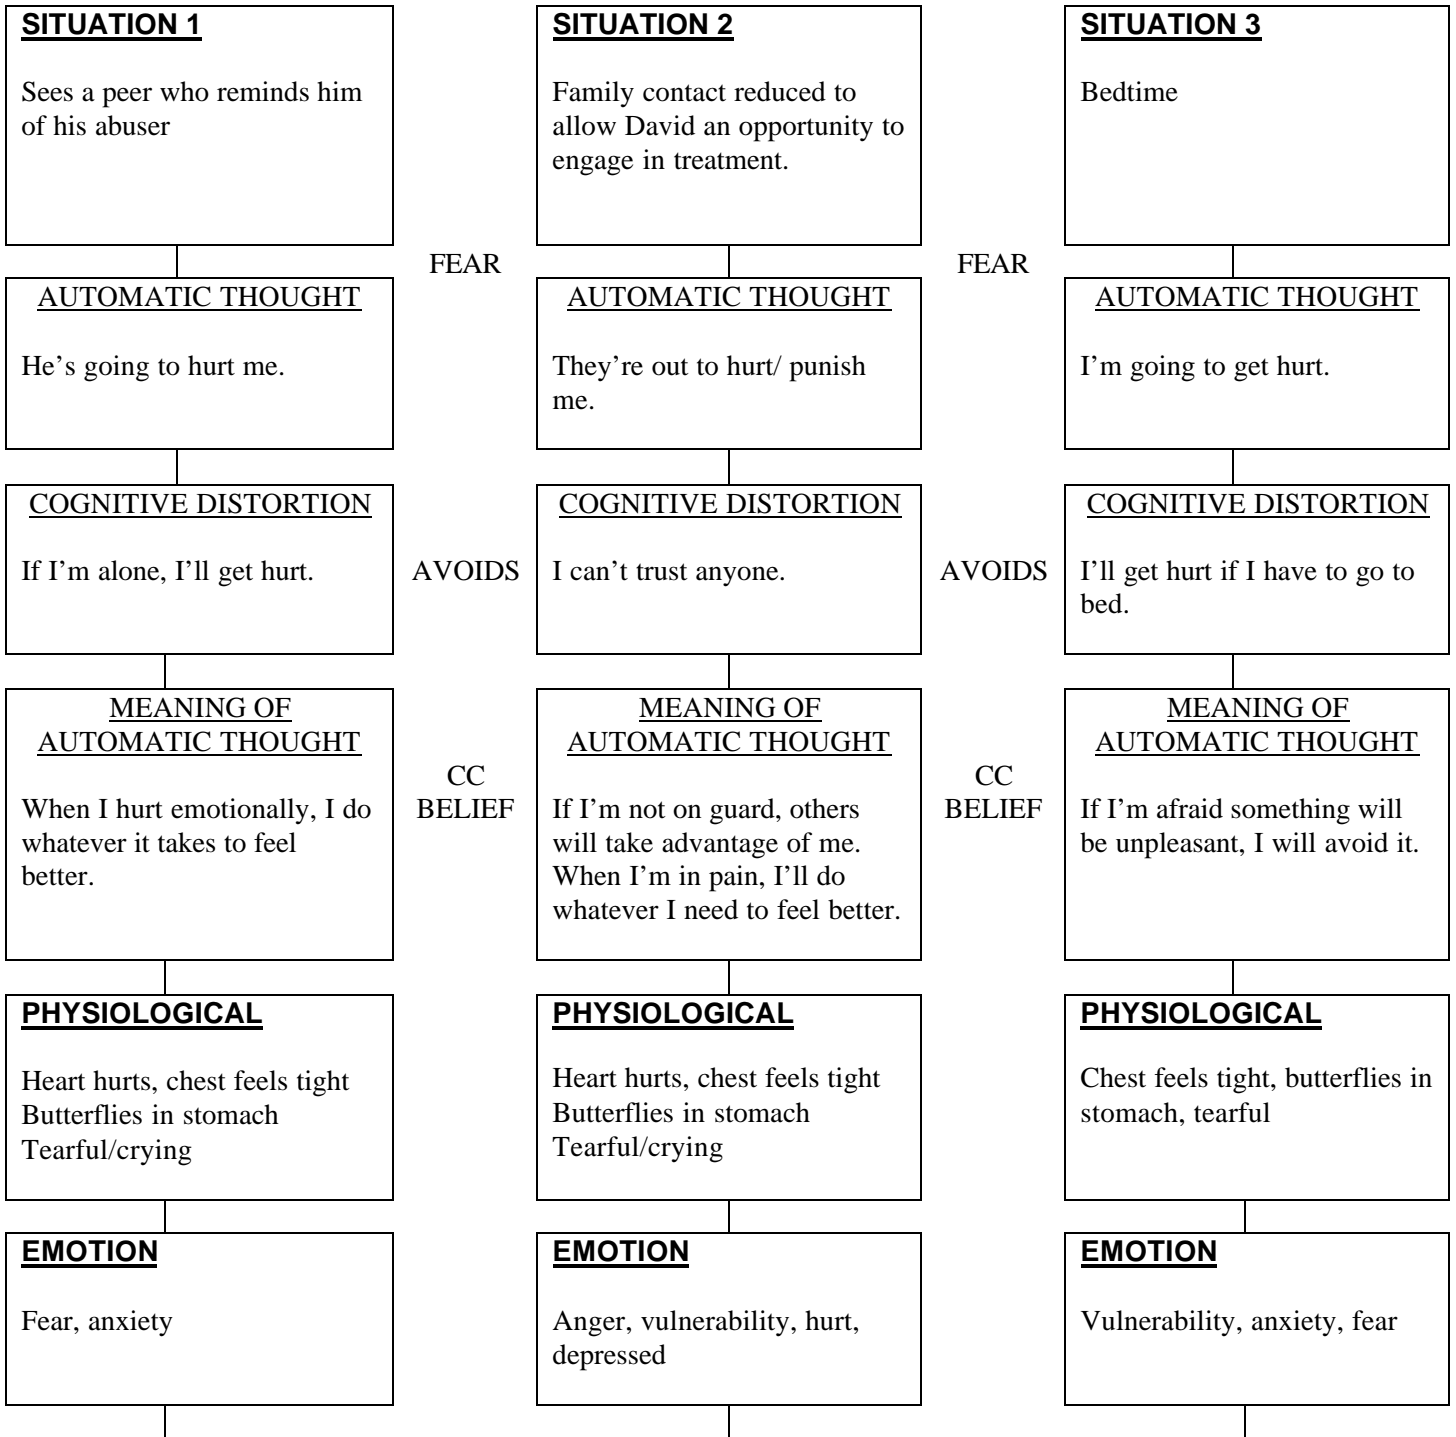 SITUATION 1
Sees a peer who reminds him
of his abuser
SITUATION 2
Family contact reduced to
allow David an opportunity to
engage in treatment.
SITUATION 3
Bedtime
FEAR
FEAR
AUTOMATIC THOUGHT
He’s going to hurt me.
AUTOMATIC THOUGHT
They’re out to hurt/ punish
me.
AUTOMATIC THOUGHT
I’m going to get hurt.
COGNITIVE DISTORTION
If I’m alone, I’ll get hurt.
AVOIDS
COGNITIVE DISTORTION
I can’t trust anyone.
AVOIDS
COGNITIVE DISTORTION
I’ll get hurt if I have to go to
bed.
MEANING OF
AUTOMATIC THOUGHT
When I hurt emotionally, I do
whatever it takes to feel
better.
CC
BELIEF
MEANING OF
AUTOMATIC THOUGHT
If I’m not on guard, others
will take advantage of me.
When I’m in pain, I’ll do
whatever I need to feel better.
CC
BELIEF
MEANING OF
AUTOMATIC THOUGHT
If I’m afraid something will
be unpleasant, I will avoid it.
PHYSIOLOGICAL
Heart hurts, chest feels tight
Butterflies in stomach
Tearful/crying
PHYSIOLOGICAL
Heart hurts, chest feels tight
Butterflies in stomach
Tearful/crying
PHYSIOLOGICAL
Chest feels tight, butterflies in
stomach, tearful
EMOTION
Fear, anxiety
EMOTION
Anger, vulnerability, hurt,
depressed
EMOTION
Vulnerability, anxiety, fear